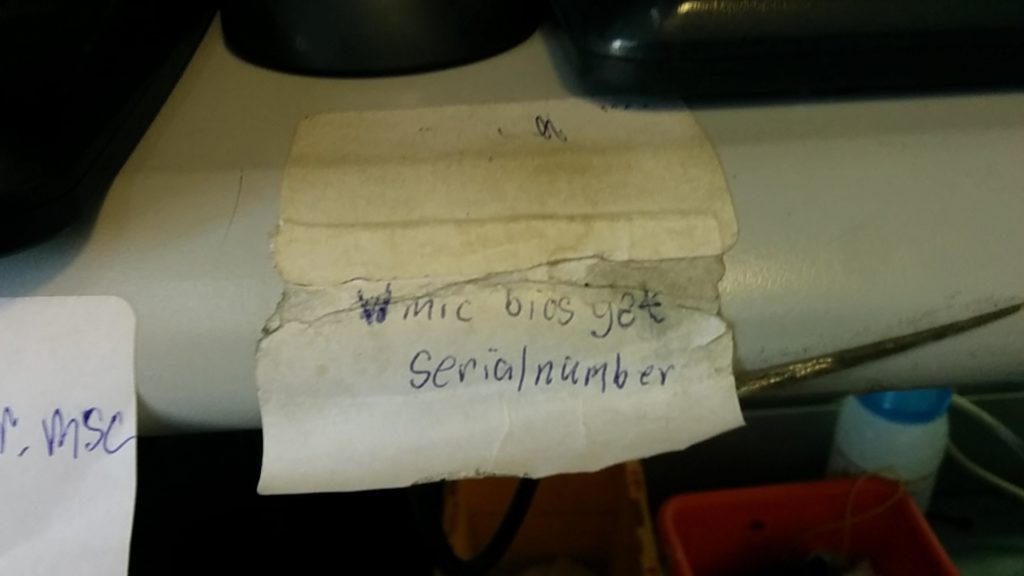 Wmic bios get
serialnumber
r.msc